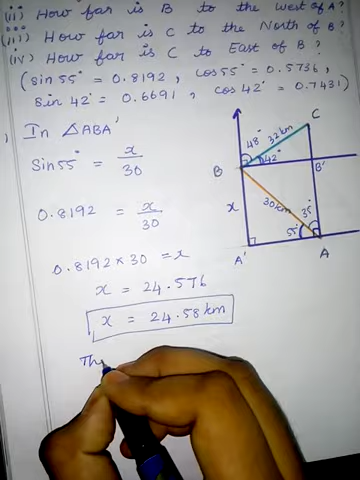 (ii) How far is B to the West of A?
(iii) How far is C to the North of B?
(iv) How far is C to East of B?
(sin 55° = 0.8192, cos 55° = 0.5736,
sin 42° = 0.6691, cos 42° = 0.7431)
) In △ABA'
Sin 55° = x/30
0.8192 = x/30
0.8192 × 30 = x
x = 24.576
x = 24.58 km
Th
C
48°
32 km
42°
B
B'
x
30 km
35°
55°
A'
A